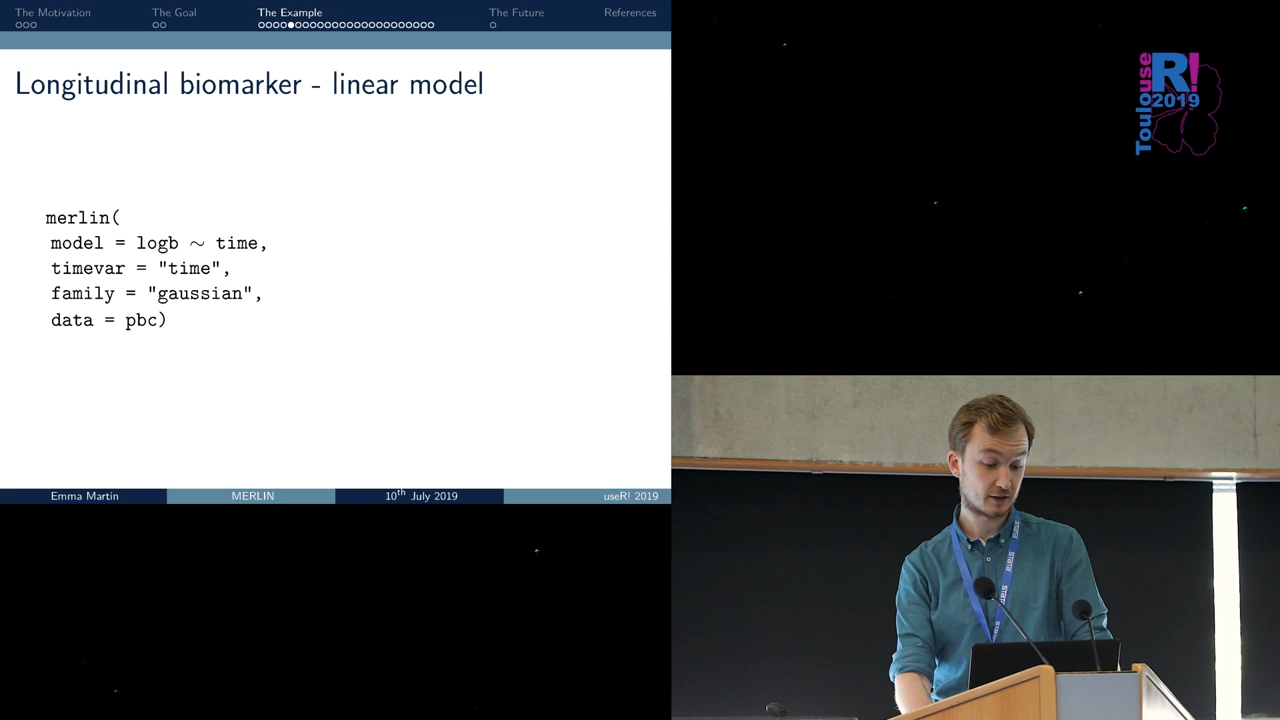 The Motivation The Goal The Example The Future References
Longitudinal biomarker - linear model
merlin(
model = logb ∼ time,
timevar = "time",
family = "gaussian",
data = pbc)
Emma Martin MERLIN 10th July 2019 useR! 2019
Toulouse
R!
2019